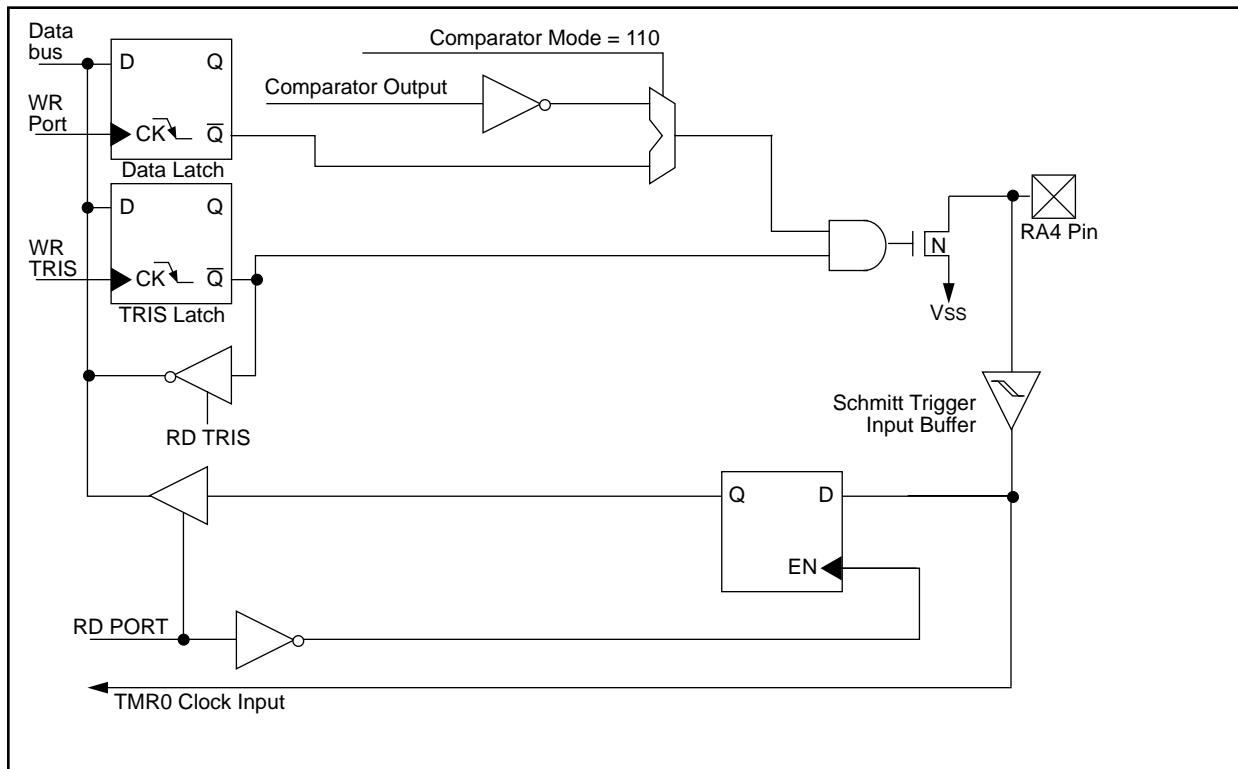 Data
bus
D
Q
WR
Port
CK
Q̅
Data Latch
Comparator Mode = 110
Comparator Output
D
Q
WR
TRIS
CK
Q̅
TRIS Latch
RD TRIS
N
VSS
RA4 Pin
Schmitt Trigger
Input Buffer
Q
D
EN
RD PORT
TMR0 Clock Input